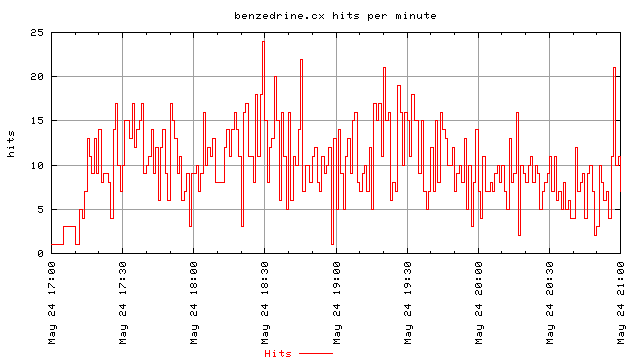 benzedrine.cx hits per minute
25
20
15
10
5
0
hits
May 24 17:00
May 24 17:30
May 24 18:00
May 24 18:30
May 24 19:00
May 24 19:30
May 24 20:00
May 24 20:30
May 24 21:00
Hits